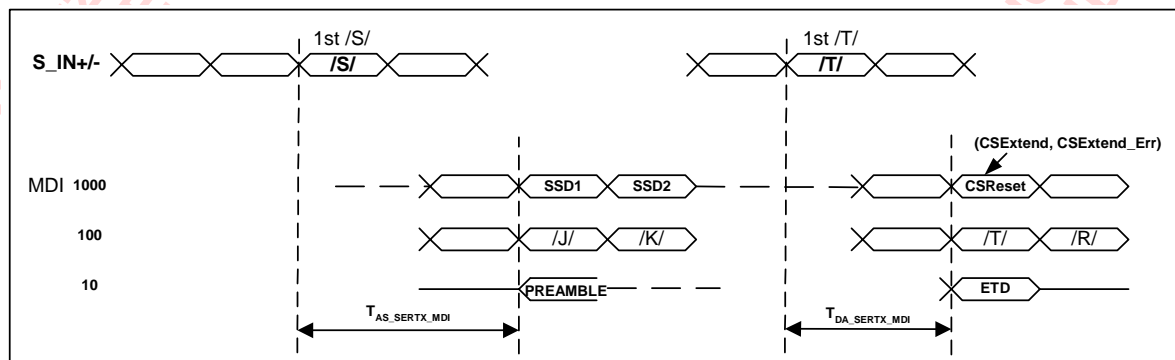 1st /S/ 1st /T/
S_IN+/- /S/ /T/
(CSExtend, CSExtend_Err)
MDI 1000 SSD1 SSD2 CSReset
100 /J/ /K/ /T/ /R/
10 PREAMBLE ETD
TAS_SERTX_MDI TDA_SERTX_MDI